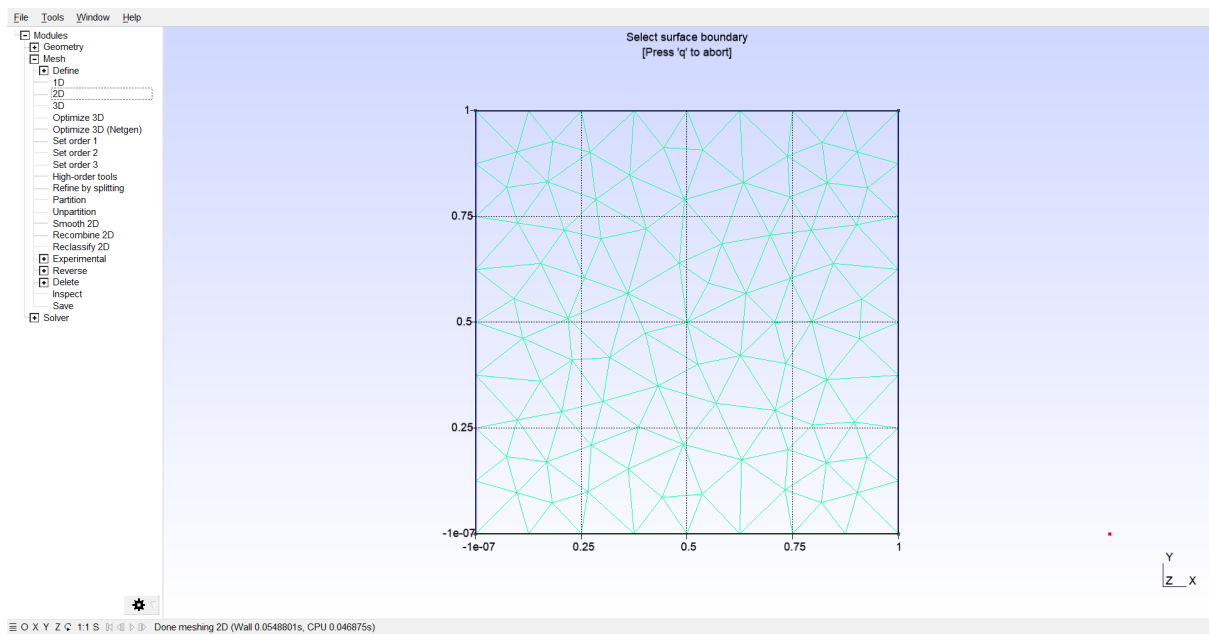 File Tools Window Help
Modules
Geometry
Mesh
Define
1D
2D
3D
Optimize 3D
Optimize 3D (Netgen)
Set order 1
Set order 2
Set order 3
High-order tools
Refine by splitting
Partition
Unpartition
Smooth 2D
Recombine 2D
Reclassify 2D
Experimental
Reverse
Delete
Inspect
Save
Solver
Select surface boundary
[Press 'q' to abort]
1
0.75
0.5
0.25
-1e-07
-1e-07 0.25 0.5 0.75 1
Y
Z X
O X Y Z 1:1 S Done meshing 2D (Wall 0.0548801s, CPU 0.046875s)